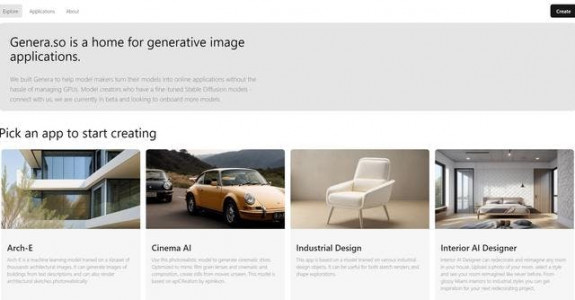 Explore Applications About Create
Genera.so is a home for generative image
applications.
We built Genera to help model makers turn their models into online applications without the
hassle of managing GPUs. Model creators who have a fine-tuned Stable Diffusion models -
connect with us, we are currently in beta and looking to onboard more models.
Pick an app to start creating
Arch-E
Arch-E is a machine learning model trained on a dataset of
thousands architectural images, it can generate images of
buildings from text descriptions and can also render
architectural sketches photorealistically.
Cinema AI
Use the photorealistic model to generate cinematic shots.
Optimized to mimic film grain, lenses and cinematic
composition, create stills from movies unseen. This model is
based on
Industrial Design
This app is based on a model trained on various industrial
design objects. It can be useful for both sketch renders and
shape explorations.
Interior AI Designer
Interior AI Designer can redecorate and reimagine any room
in your house. Upload a photo of your room, select a style
and see your room reimagined like never before. From
Miami interiors to industrial styles, you can get
inspiration for your next redecorating project.